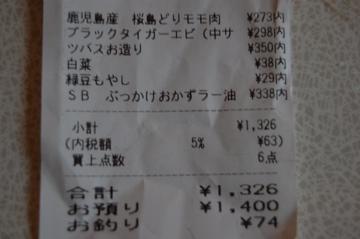 鹿児島産 桜島どりモモ肉 ¥273内
ブラックタイガーエビ(中サ ¥298内
ツバスお造り ¥350内
白菜 ¥38内
緑豆もやし ¥29内
SB ぶっかけおかずラー油 ¥338内
小計 ¥1,326
(内税額 5% ¥63)
買上点数 6点
合計 ¥1,326
お預り ¥1,400
お釣り ¥74